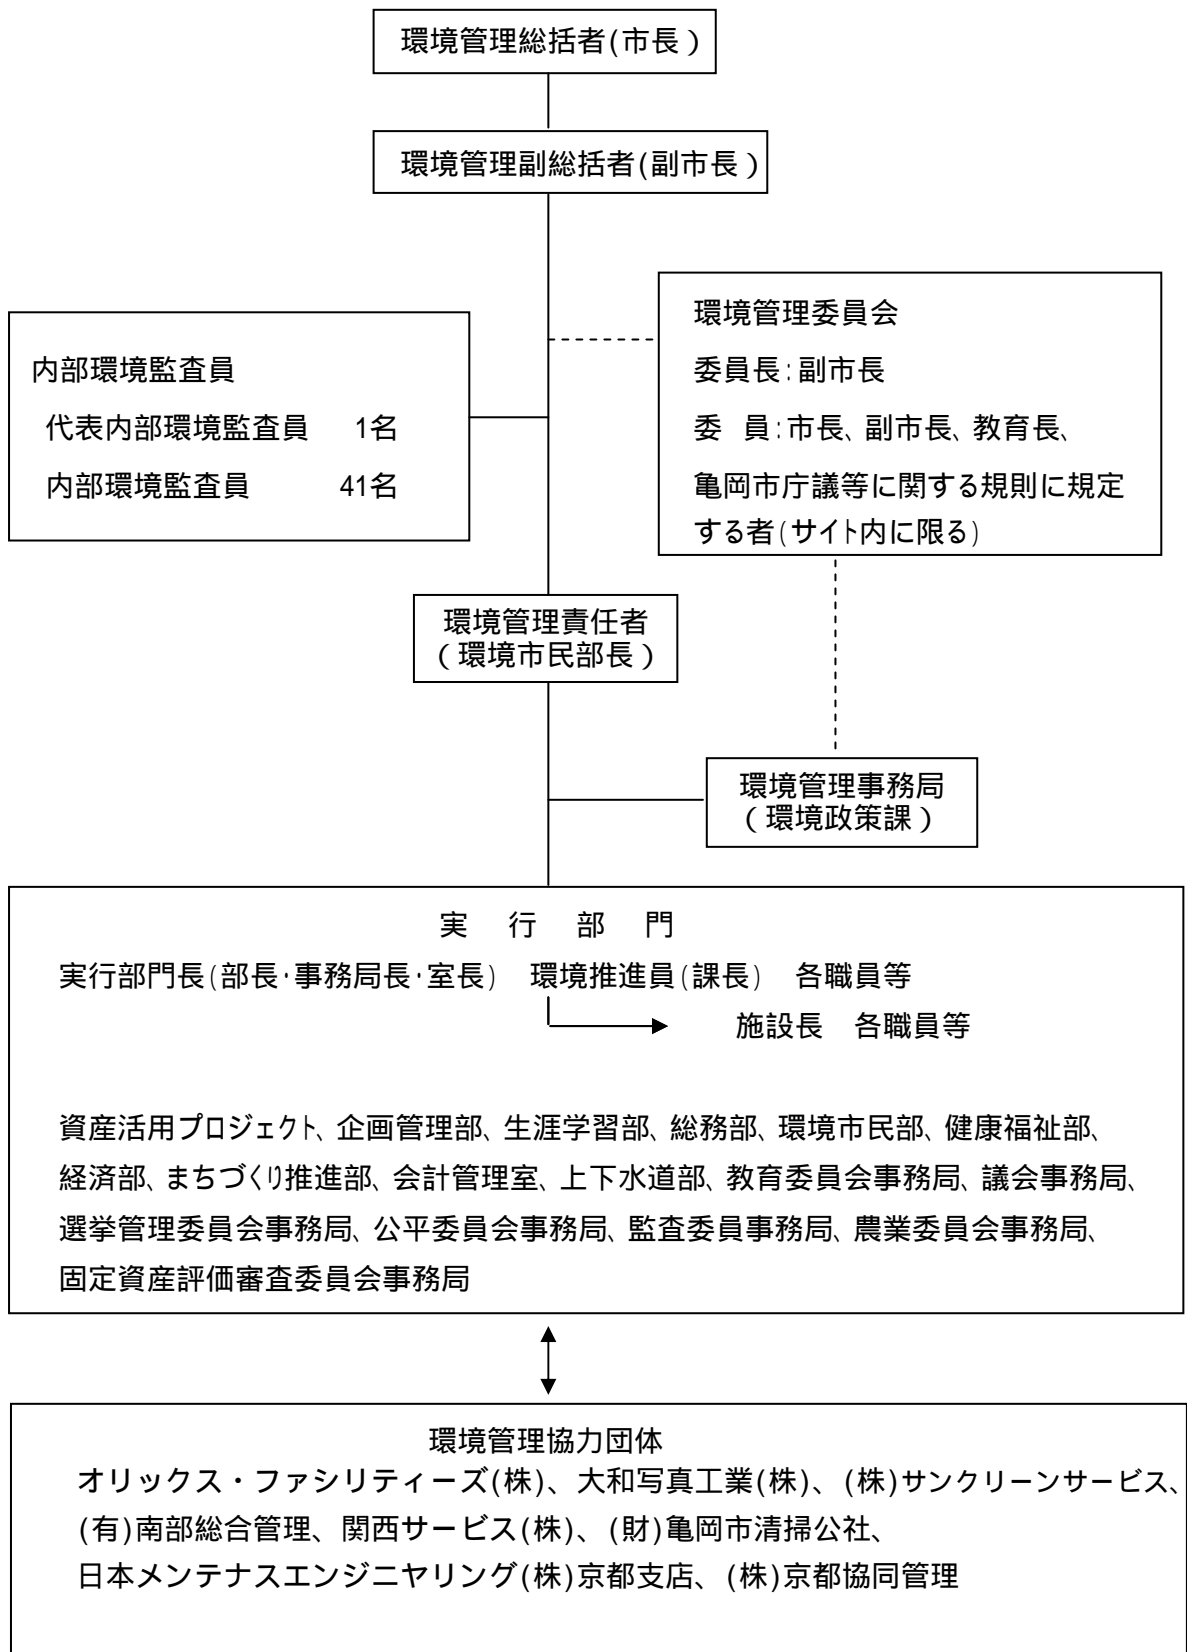 環境管理総括者(市長)
環境管理副総括者(副市長)
環境管理委員会
委員長:副市長
委　員:市長、副市長、教育長、
亀岡市庁議等に関する規則に規定
する者(サイト内に限る)
内部環境監査員
代表内部環境監査員　1名
内部環境監査員　41名
環境管理責任者
(環境市民部長)
環境管理事務局
(環境政策課)
実　行　部　門
実行部門長(部長・事務局長・室長)　環境推進員(課長)　各職員等
施設長　各職員等
資産活用プロジェクト、企画管理部、生涯学習部、総務部、環境市民部、健康福祉部、
経済部、まちづくり推進部、会計管理室、上下水道部、教育委員会事務局、議会事務局、
選挙管理委員会事務局、公平委員会事務局、監査委員事務局、農業委員会事務局、
固定資産評価審査委員会事務局
環境管理協力団体
オリックス・ファシリティーズ(株)、大和写真工業(株)、(株)サンクリーンサービス、
(有)南部総合管理、関西サービス(株)、(財)亀岡市清掃公社、
日本メンテナスエンジニヤリング(株)京都支店、(株)京都協同管理